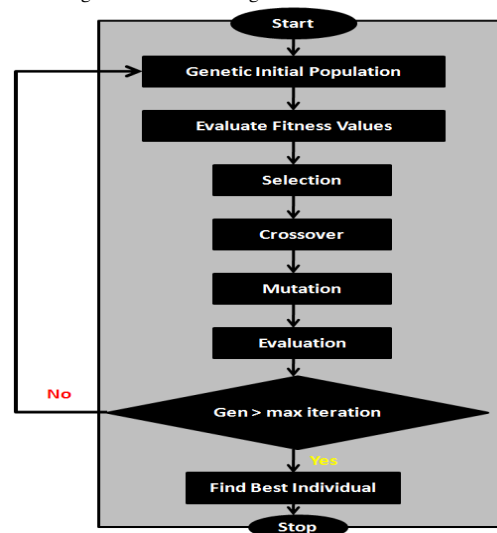 Start
Genetic Initial Population
Evaluate Fitness Values
Selection
Crossover
Mutation
Evaluation
No
Gen > max iteration
Yes
Find Best Individual
Stop